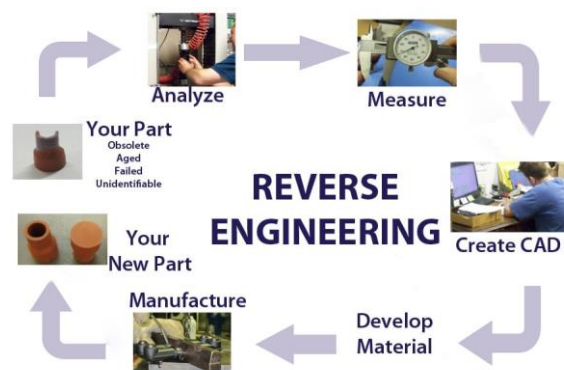 Analyze
Measure
Your Part
Obsolete
Aged
Failed
Unidentifiable
REVERSE
ENGINEERING
Create CAD
Your
New Part
Manufacture
Develop
Material